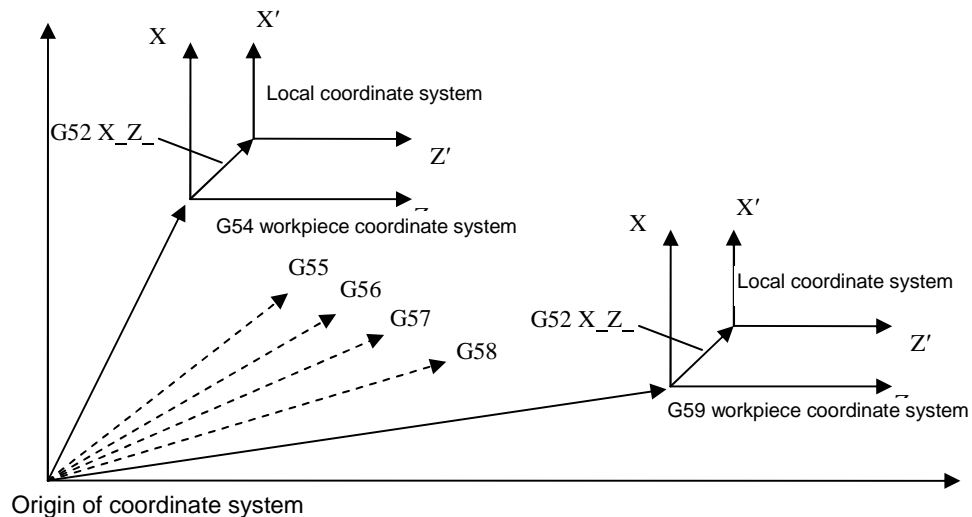 X
X′
Local coordinate system
G52 X_Z_
Z′
G54 workpiece coordinate system
X
X′
G55
G56
Local coordinate system
G57
G52 X_Z_
G58
Z′
G59 workpiece coordinate system
Origin of coordinate system